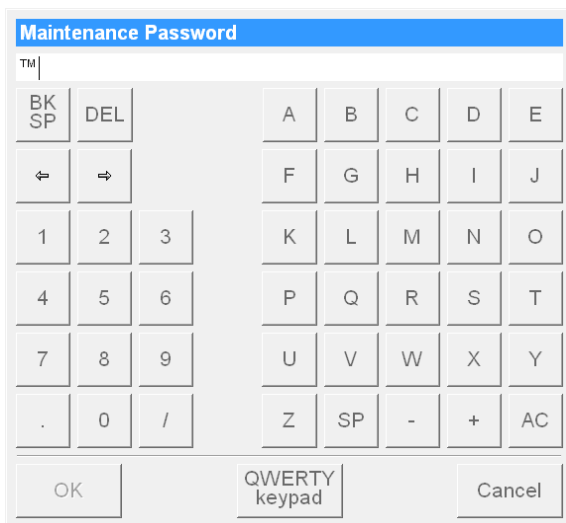 Maintenance Password
™
BK SP DEL A B C D E
⇦ ⇨ F G H I J
1 2 3 K L M N O
4 5 6 P Q R S T
7 8 9 U V W X Y
. 0 / Z SP - + AC
OK QWERTY keypad Cancel